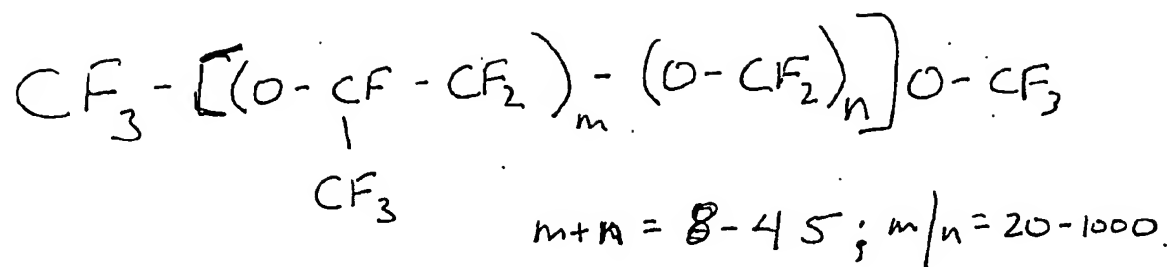 CF3-[(O-CF-CF2)m-(O-CF2)n]O-CF3
CF3
m+n = 8-45; m/n = 20-1000.